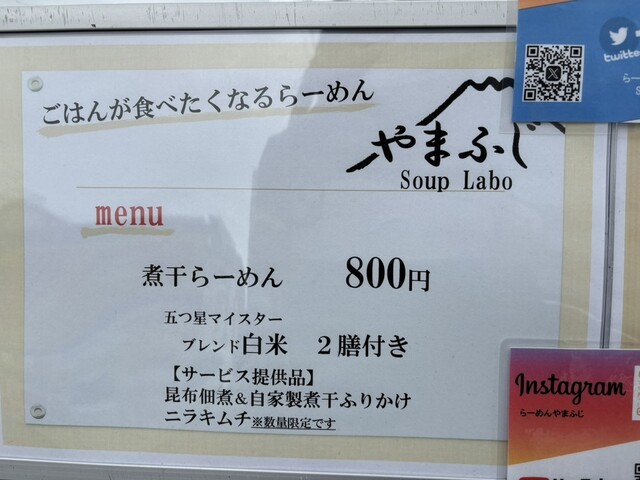 ごはんが食べたくなるらーめん
やまふじ
Soup Labo
menu
煮干らーめん 800円
五つ星マイスター
ブレンド白米 2膳付き
【サービス提供品】
昆布佃煮&自家製煮干ふりかけ
ニラキムチ※数量限定です
twitter
らー
S
Instagram
らーめんやまふじ